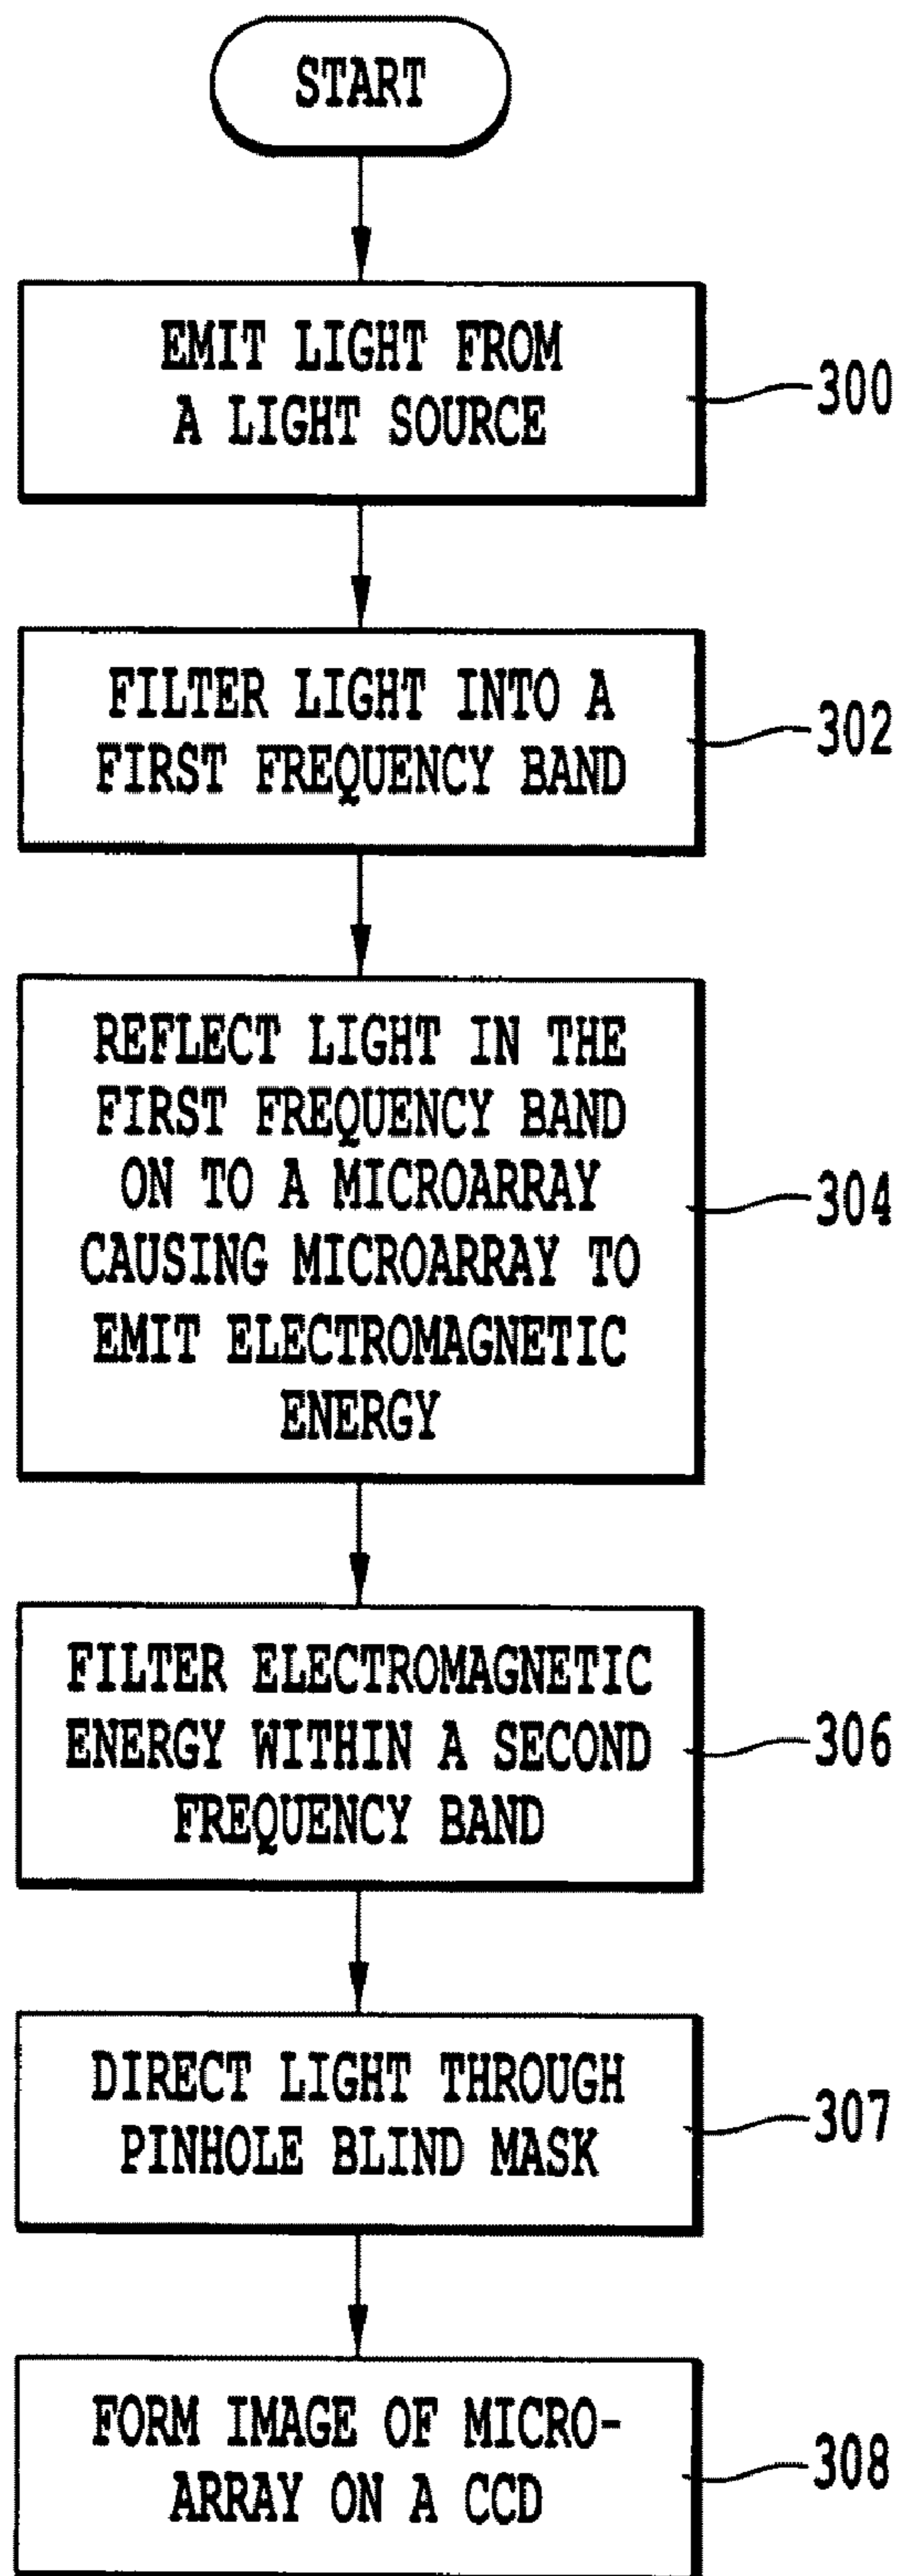 START
EMIT LIGHT FROM
A LIGHT SOURCE
300
FILTER LIGHT INTO A
FIRST FREQUENCY BAND
302
REFLECT LIGHT IN THE
FIRST FREQUENCY BAND
ON TO A MICROARRAY
CAUSING MICROARRAY TO
EMIT ELECTROMAGNETIC
ENERGY
304
FILTER ELECTROMAGNETIC
ENERGY WITHIN A SECOND
FREQUENCY BAND
306
DIRECT LIGHT THROUGH
PINHOLE BLIND MASK
307
FORM IMAGE OF MICRO-
ARRAY ON A CCD
308